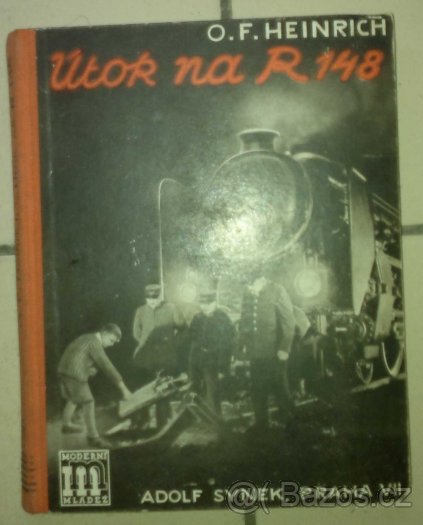 O. F. HEINRICH
Útok na R 148
MODERNÍ
m
MLÁDEŽ
ADOLF SYNEK, PRAHA VII.
@ Bazos.cz